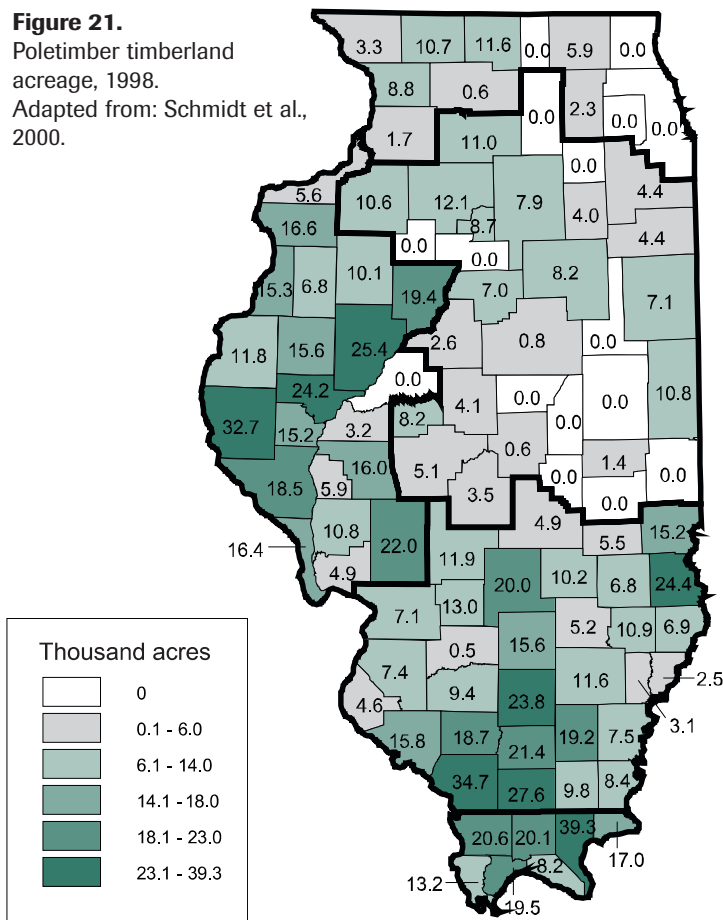 Figure 21.
Poletimber timberland
acreage, 1998.
Adapted from: Schmidt et al.,
2000.
3.3 10.7 11.6 0.0 5.9 0.0
8.8 0.6
0.0 2.3 0.0 0.0
1.7 11.0
0.0
5.6 10.6 12.1 7.9 4.0 4.4
16.6 8.7
0.0 0.0 4.4
15.3 6.8 10.1 19.4 7.0 8.2 7.1
11.8 15.6 25.4 2.6 0.8 0.0
24.2 0.0
32.7 15.2 3.2 8.2 4.1 0.0 0.0 0.0 10.8
18.5 5.9 16.0 5.1 0.6 0.0 1.4 0.0
3.5 0.0
16.4 10.8 22.0 4.9
4.9 11.9 5.5 15.2
20.0 10.2 6.8 24.4
7.1 13.0
15.6 5.2 10.9 6.9
0.5
7.4 9.4 23.8 11.6 2.5
4.6 3.1
15.8 18.7 21.4 19.2 7.5
34.7 27.6 9.8 8.4
20.6 20.1 39.3 17.0
13.2 19.5 8.2
Thousand acres
0
0.1 - 6.0
6.1 - 14.0
14.1 - 18.0
18.1 - 23.0
23.1 - 39.3